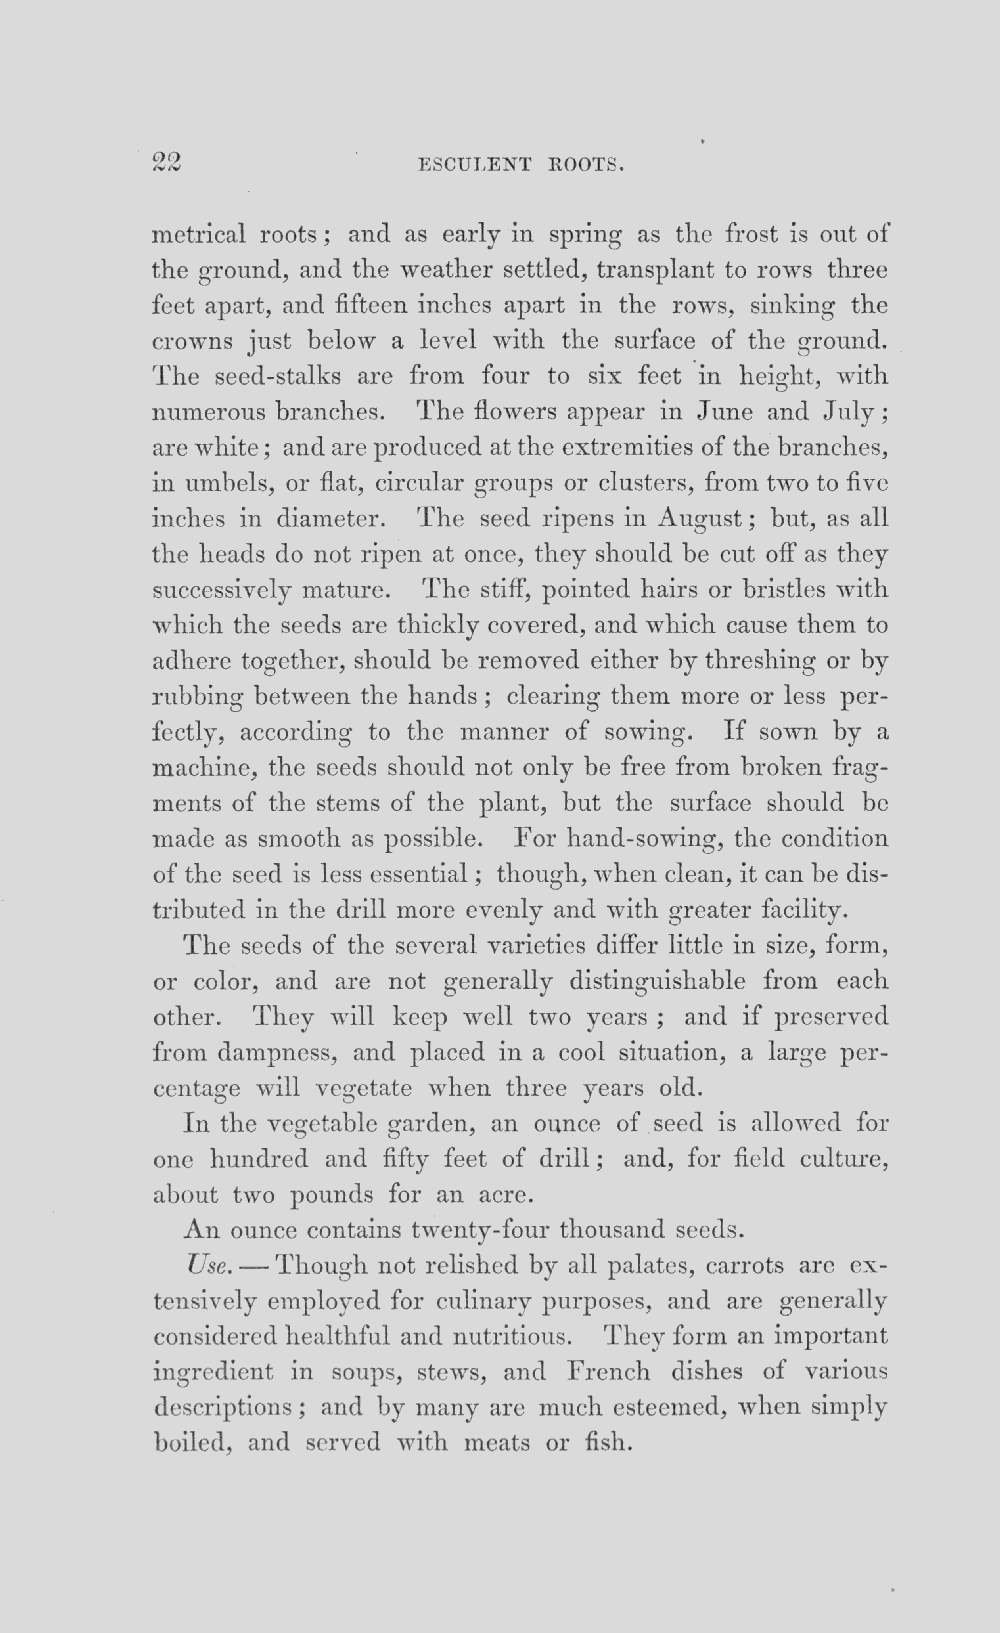 22 ESCULENT ROOTS.
metrical roots; and as early in spring as the frost is out of
the ground, and the weather settled, transplant to rows three
feet apart, and fifteen inches apart in the rows, sinking the
crowns just below a level with the surface of the ground.
The seed-stalks are from four to six feet in height, with
numerous branches. The flowers appear in June and July;
are white; and are produced at the extremities of the branches,
in umbels, or flat, circular groups or clusters, from two to five
inches in diameter. The seed ripens in August; but, as all
the heads do not ripen at once, they should be cut off as they
successively mature. The stiff, pointed hairs or bristles with
which the seeds are thickly covered, and which cause them to
adhere together, should be removed either by threshing or by
rubbing between the hands; clearing them more or less per-
fectly, according to the manner of sowing. If sown by a
machine, the seeds should not only be free from broken frag-
ments of the stems of the plant, but the surface should be
made as smooth as possible. For hand-sowing, the condition
of the seed is less essential; though, when clean, it can be dis-
tributed in the drill more evenly and with greater facility.
The seeds of the several varieties differ little in size, form,
or color, and are not generally distinguishable from each
other. They will keep well two years; and if preserved
from dampness, and placed in a cool situation, a large per-
centage will vegetate when three years old.
In the vegetable garden, an ounce of seed is allowed for
one hundred and fifty feet of drill; and, for field culture,
about two pounds for an acre.
An ounce contains twenty-four thousand seeds.
Use. — Though not relished by all palates, carrots are ex-
tensively employed for culinary purposes, and are generally
considered healthful and nutritious. They form an important
ingredient in soups, stews, and French dishes of various
descriptions; and by many are much esteemed, when simply
boiled, and served with meats or fish.